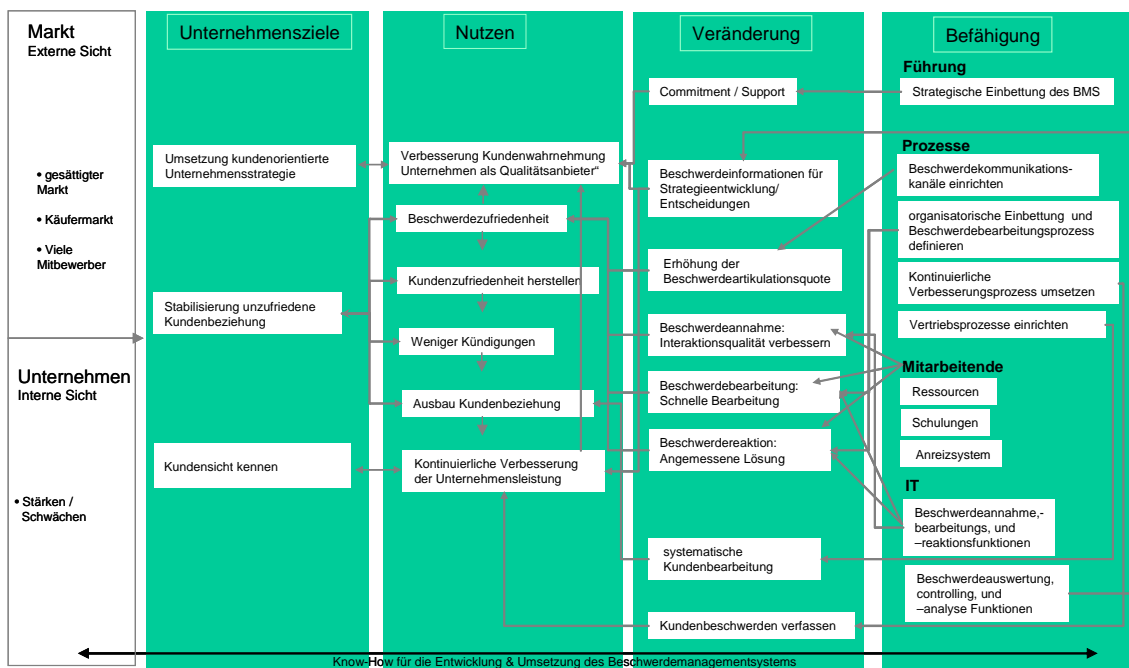 Markt
Externe Sicht
• gesättigter
Markt
• Käufermarkt
• Viele
Mitbewerber
Unternehmen
Interne Sicht
• Stärken /
Schwächen
Unternehmensziele
Umsetzung kundenorientierte
Unternehmensstrategie
Stabilisierung unzufriedene
Kundenbeziehung
Kundensicht kennen
Nutzen
Verbesserung Kundenwahrnehmung
Unternehmen als Qualitätsanbieter“
Beschwerdezufriedenheit
Kundenzufriedenheit herstellen
Weniger Kündigungen
Ausbau Kundenbeziehung
Kontinuierliche Verbesserung
der Unternehmensleistung
Veränderung
Commitment / Support
Beschwerdeinformationen für
Strategieentwicklung/
Entscheidungen
Erhöhung der
Beschwerdeartikulationsquote
Beschwerdeannahme:
Interaktionsqualität verbessern
Beschwerdebearbeitung:
Schnelle Bearbeitung
Beschwerdereaktion:
Angemessene Lösung
systematische
Kundenbearbeitung
Kundenbeschwerden verfassen
Befähigung
Führung
Strategische Einbettung des BMS
Prozesse
Beschwerdekommunikations-
kanäle einrichten
organisatorische Einbettung und
Beschwerdebearbeitungsprozess
definieren
Kontinuierliche
Verbesserungsprozess umsetzen
Vertriebsprozesse einrichten
Mitarbeitende
Ressourcen
Schulungen
Anreizsystem
IT
Beschwerdeannahme,-
bearbeitungs, und
–reaktionsfunktionen
Beschwerdeauswertung,
controlling, und
–analyse Funktionen
Know-How für die Entwicklung & Umsetzung des Beschwerdemanagementsystems